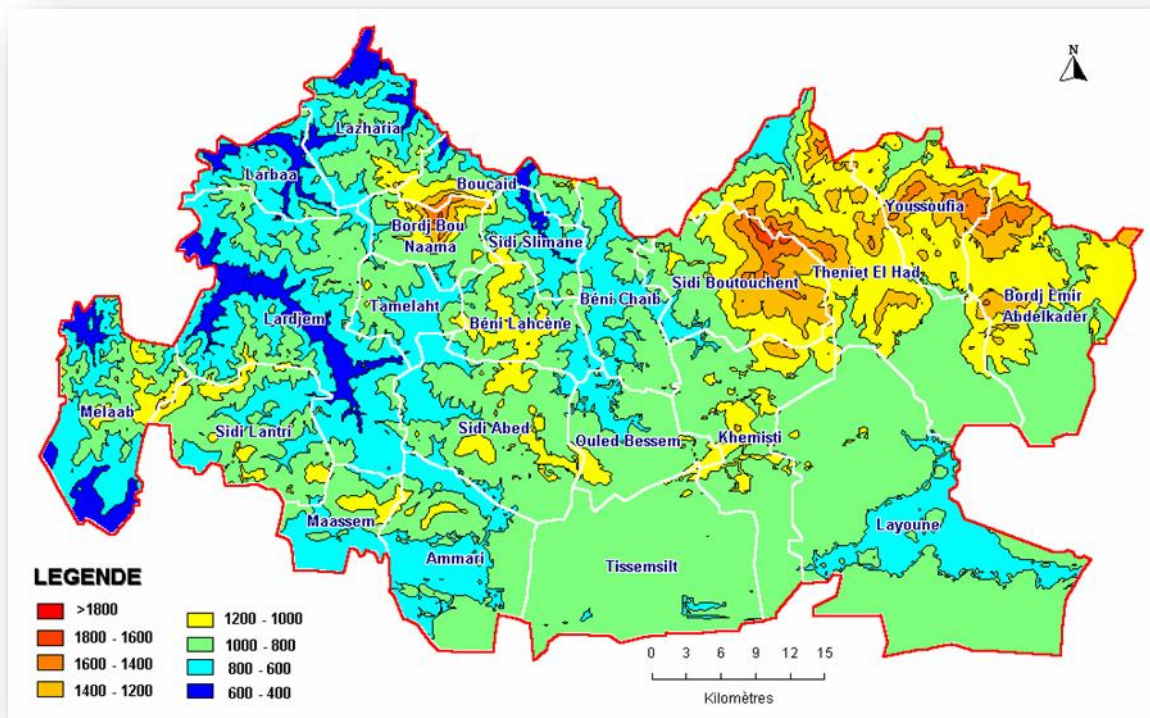 N
Lazharia
Larbaa
Boucaid
Youssoufia
Bordj Bou
Naama
Sidi Slimane
Theniet El Had
Sidi Boutouchent
Béni Chaib
Tamelaht
Bordj Emir
Abdelkader
Lardjem
Béni Lahcène
Melaab
Sidi Lantri
Sidi Abed
Ouled Bessem
Khemisti
Maassem
Layoune
Ammari
Tissemsilt
LEGENDE
>1800
1800 - 1600
1600 - 1400
1400 - 1200
1200 - 1000
1000 - 800
800 - 600
600 - 400
0 3 6 9 12 15
Kilomètres